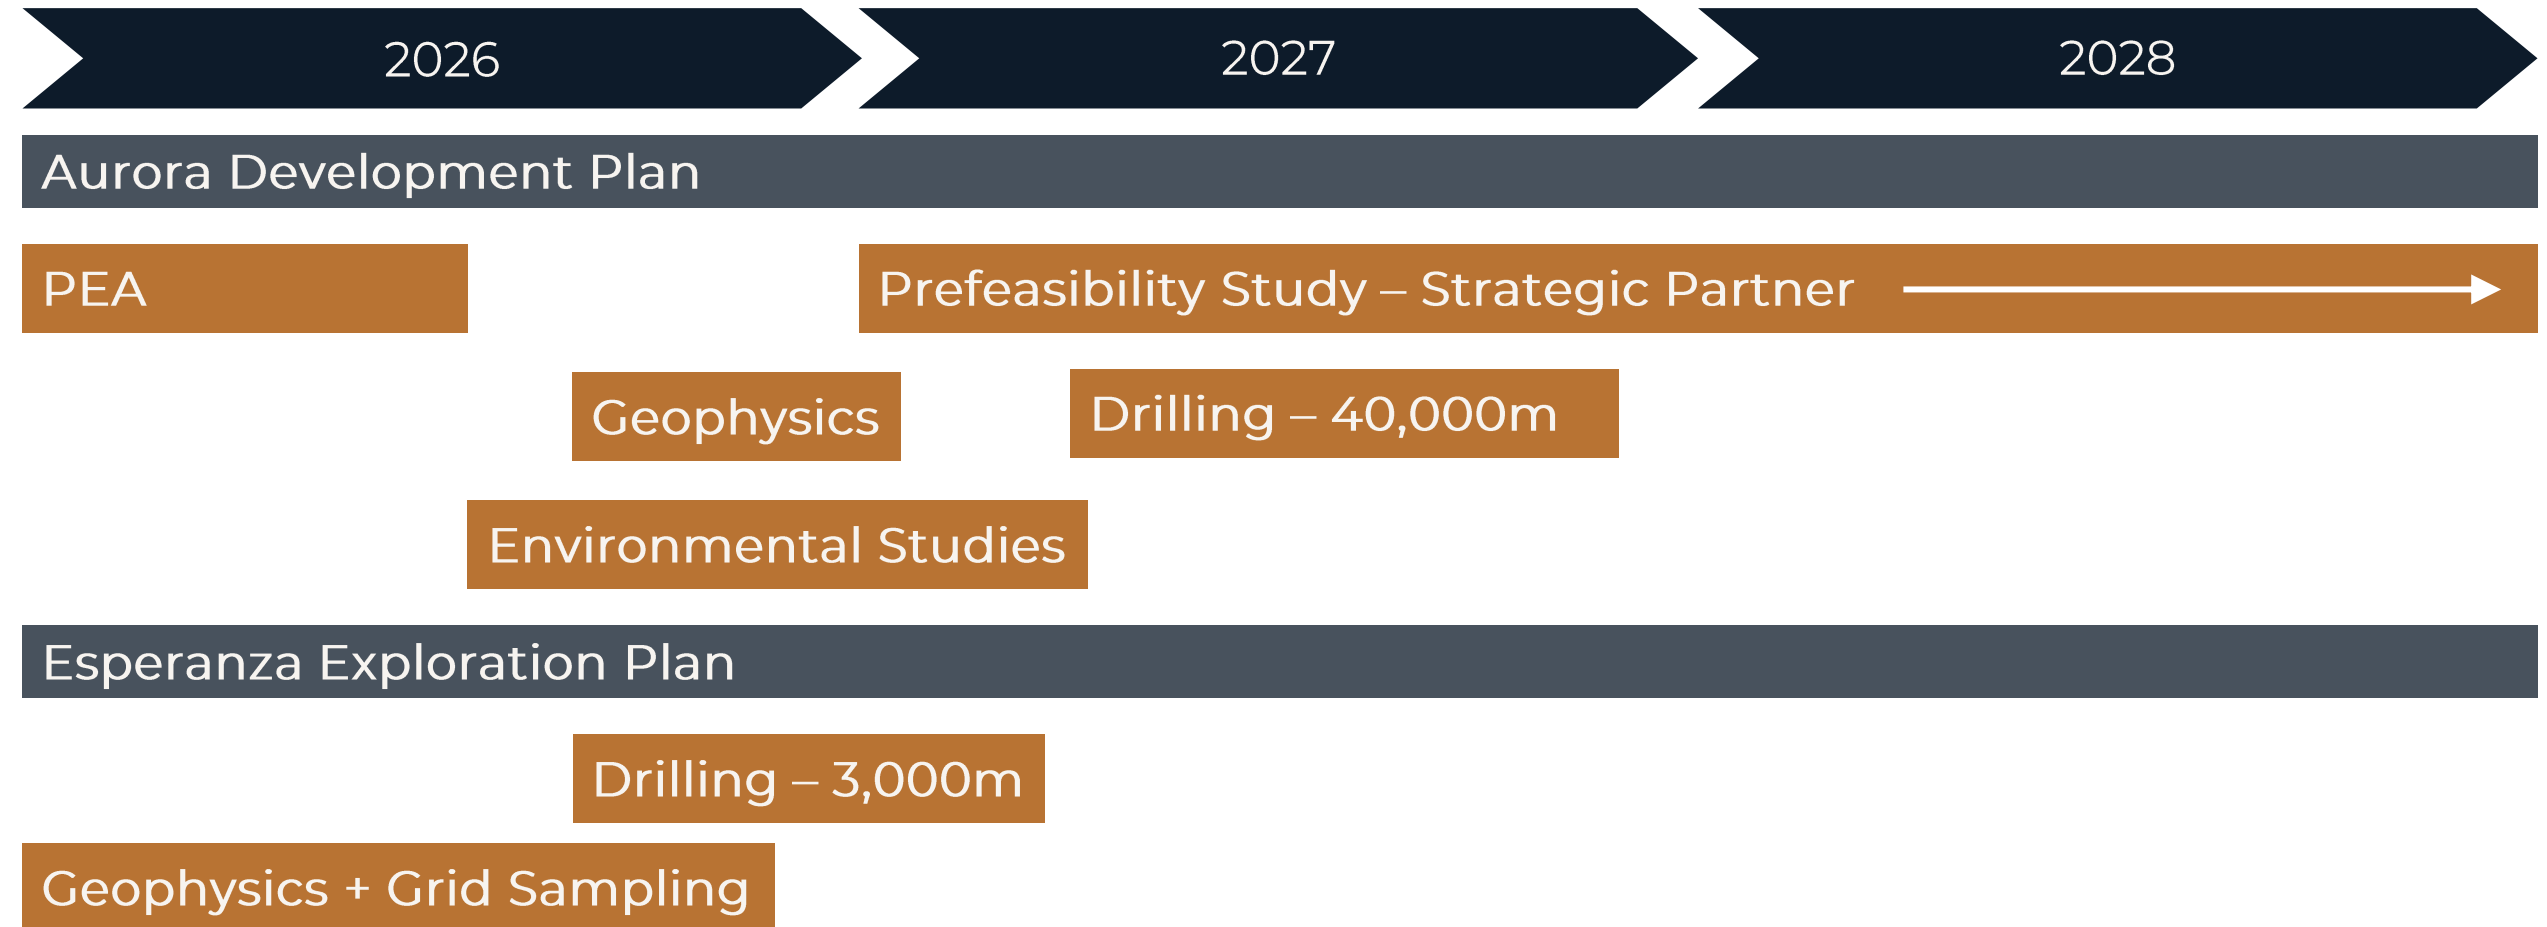 2026
2027
2028
Aurora Development Plan
PEA
Prefeasibility Study – Strategic Partner
Geophysics
Drilling – 40,000m
Environmental Studies
Esperanza Exploration Plan
Drilling – 3,000m
Geophysics + Grid Sampling